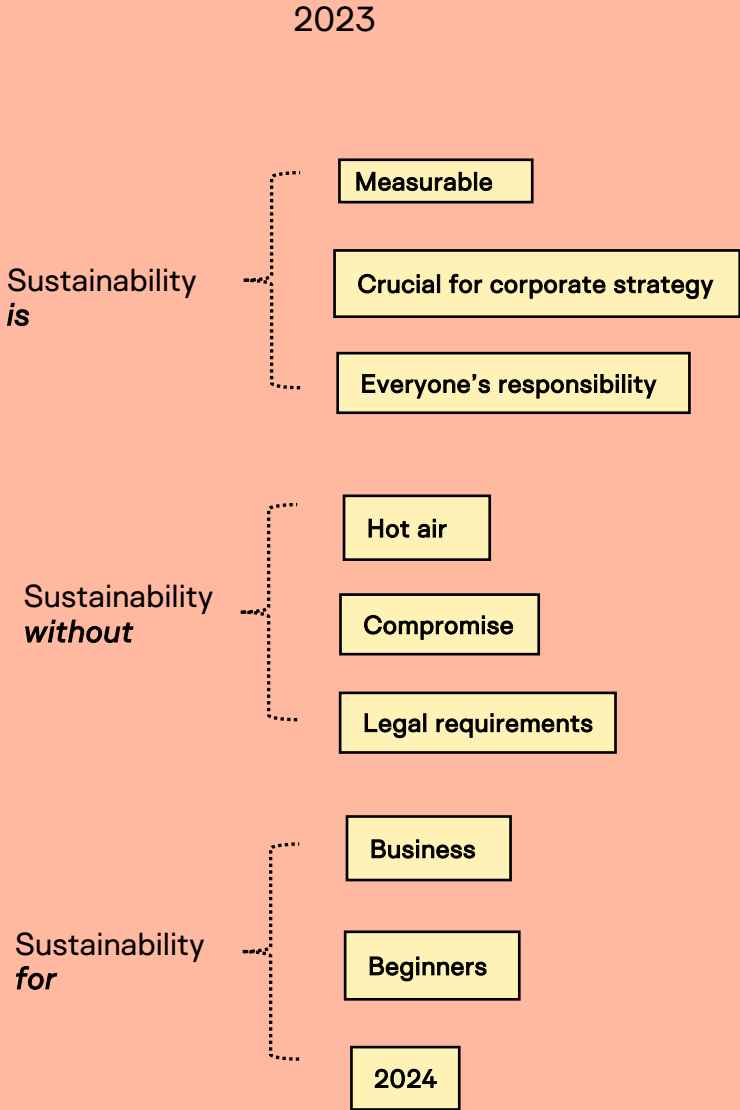 2023
Sustainability
is
Measurable
Crucial for corporate strategy
Everyone's responsibility
Sustainability
without
Hot air
Compromise
Legal requirements
Sustainability
for
Business
Beginners
2024